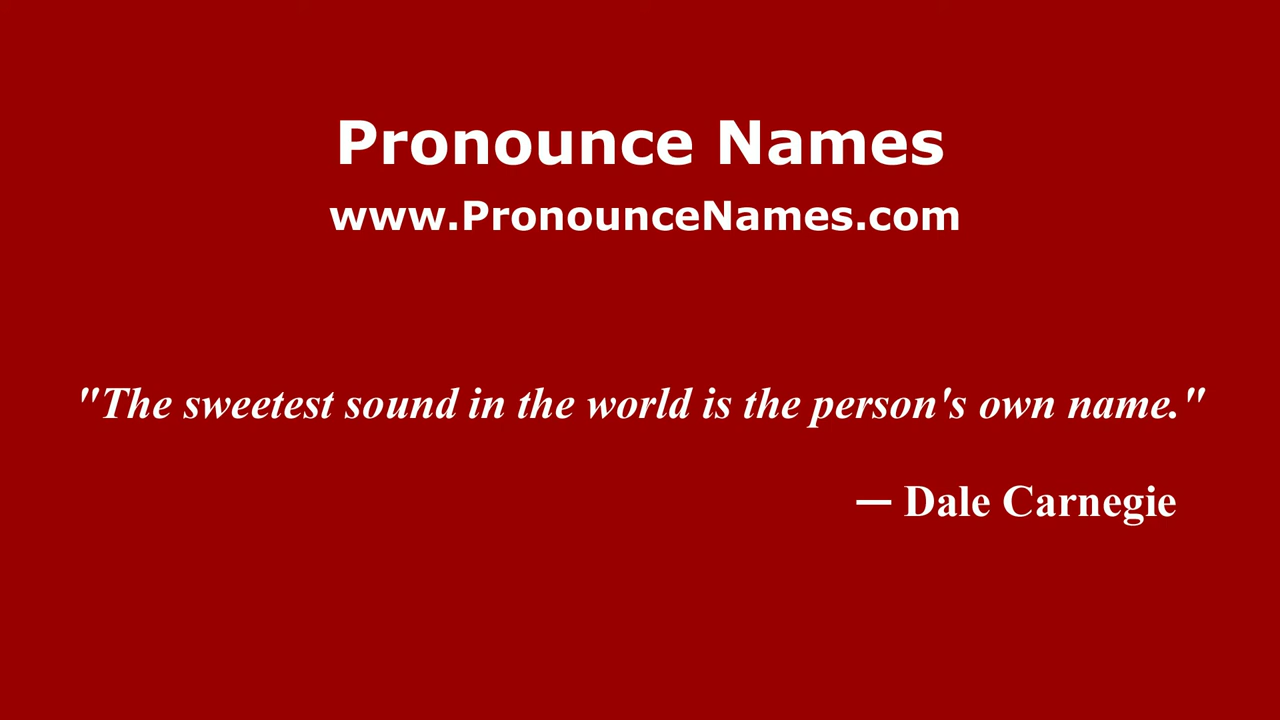 Pronounce Names
www.PronounceNames.com
"The sweetest sound in the world is the person's own name."
— Dale Carnegie